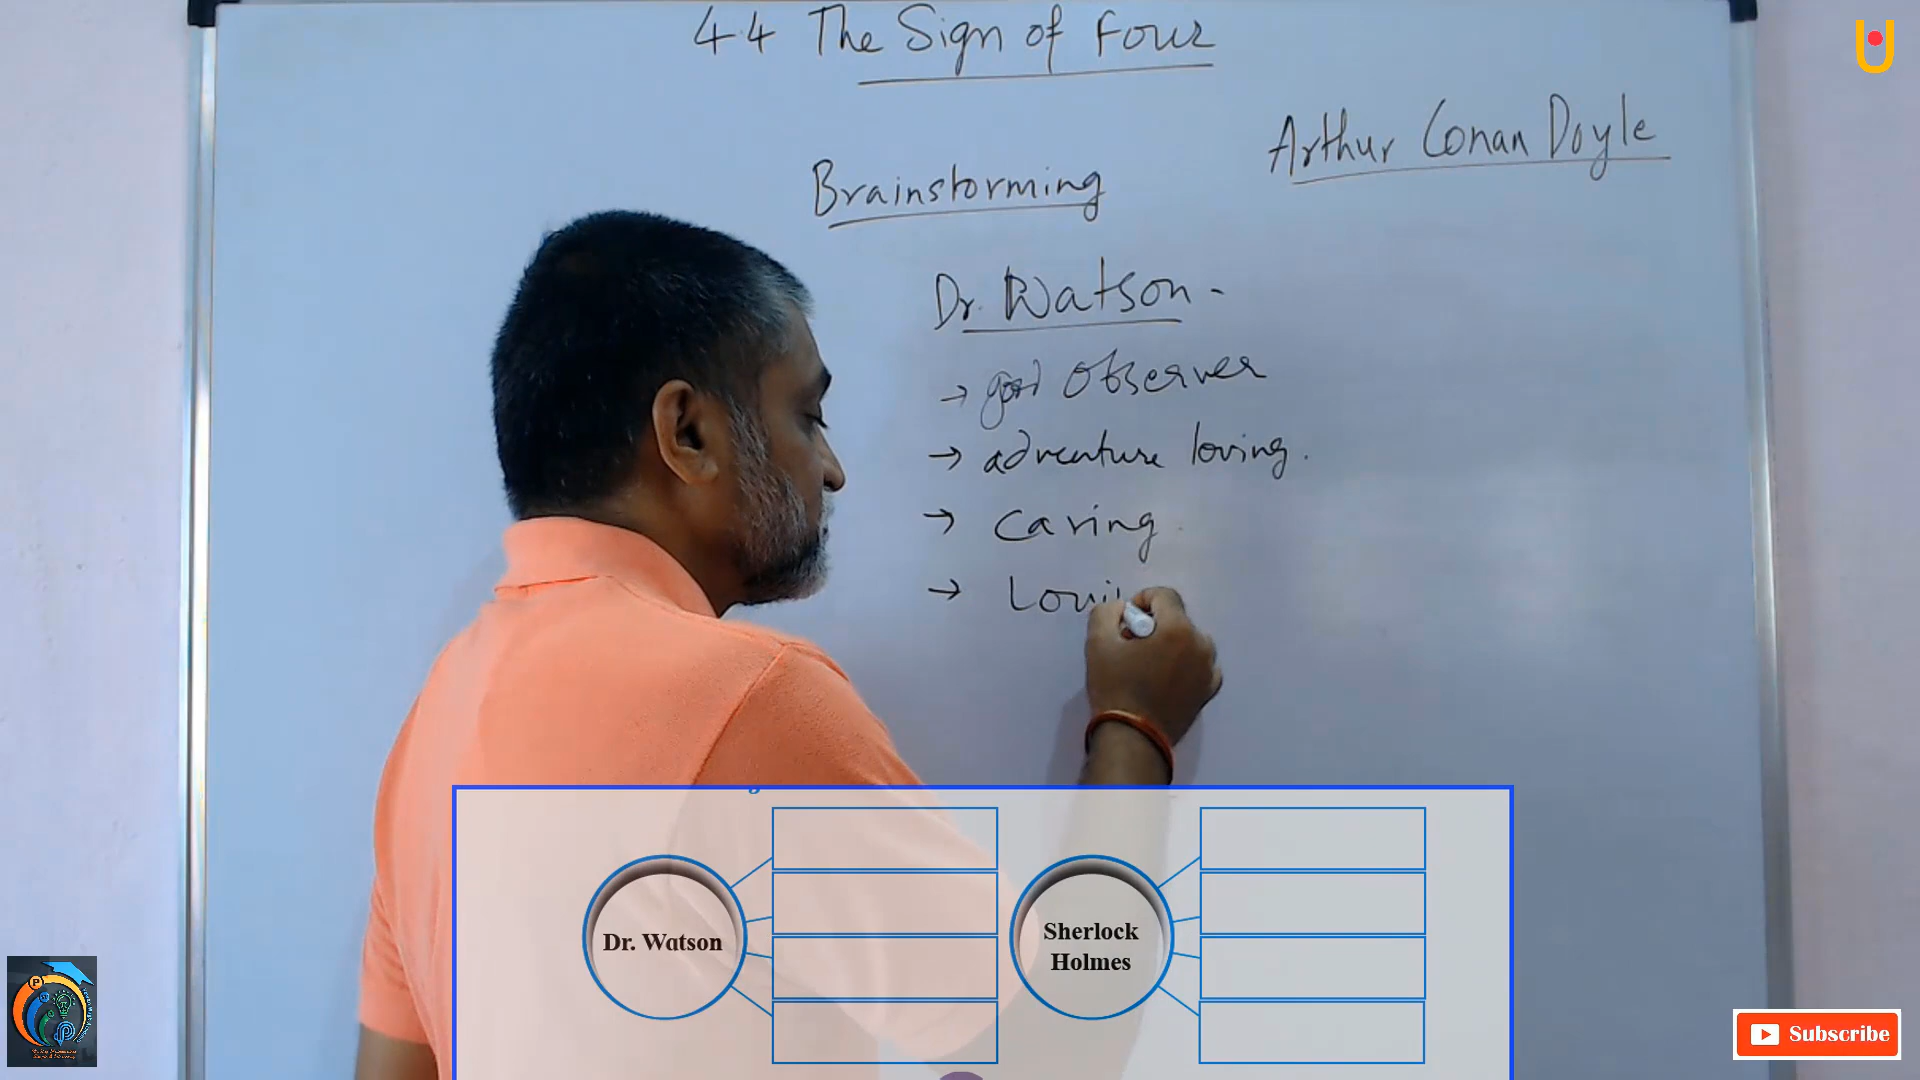 4.4 The Sign of Four
Arthur Conan Doyle
Brainstorming
Dr. Watson -
→ good observer
→ adventure loving.
→ Caring
→ Lovi
Dr. Watson
Sherlock
Holmes
Subscribe